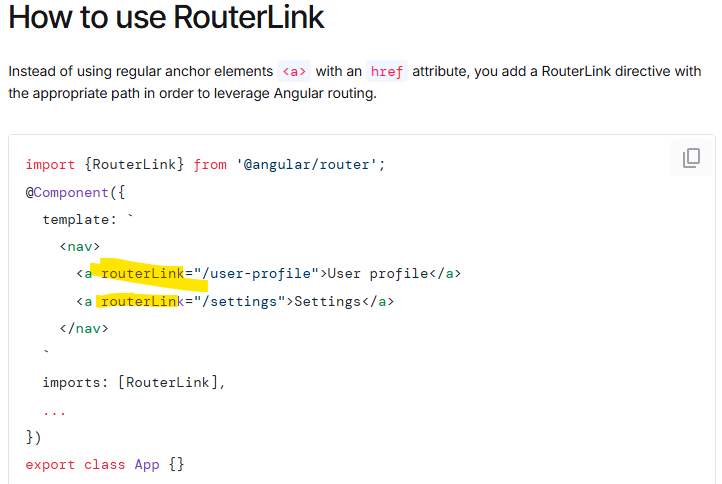 How to use RouterLink
Instead of using regular anchor elements <a> with an href attribute, you add a RouterLink directive with
the appropriate path in order to leverage Angular routing.
import {RouterLink} from '@angular/router';
@Component({
  template: `
    <nav>
      <a routerLink="/user-profile">User profile</a>
      <a routerLink="/settings">Settings</a>
    </nav>
  `
  imports: [RouterLink],
  ...
})
export class App {}